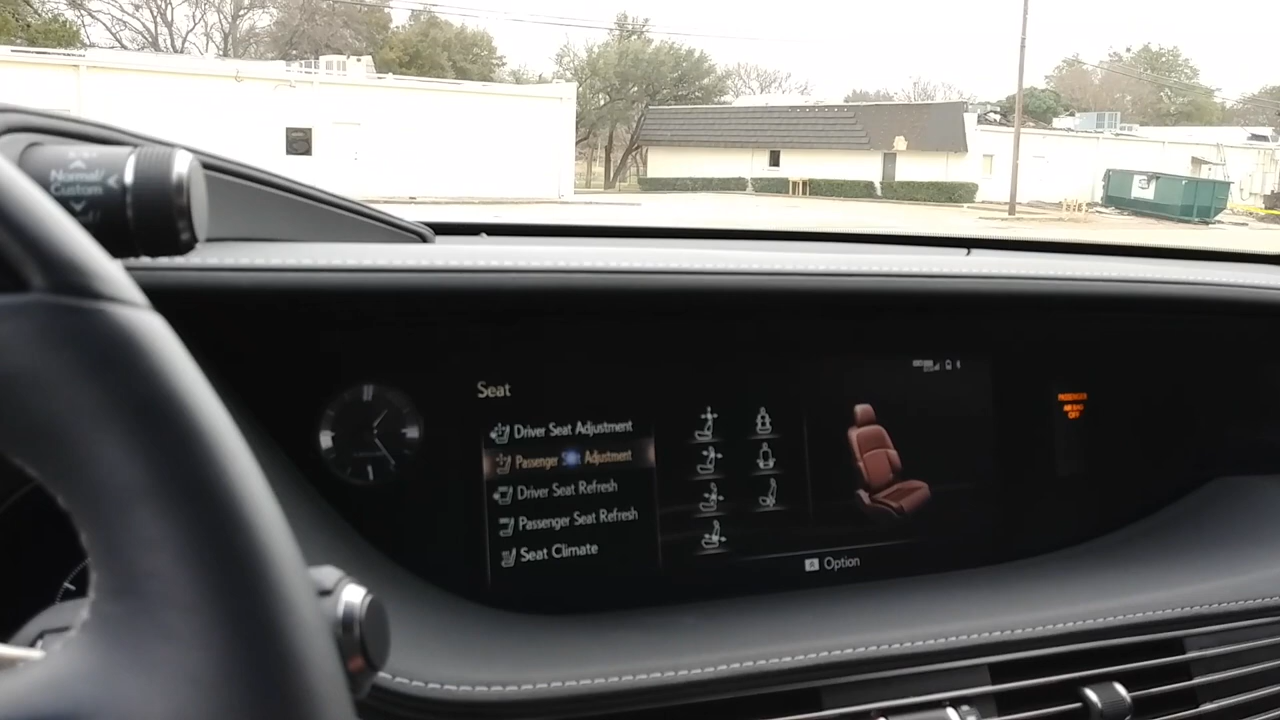 Normal/
Custom
Seat
Driver Seat Adjustment
Passenger Seat Adjustment
Driver Seat Refresh
Passenger Seat Refresh
Seat Climate
Option
PASSENGER
AIR BAG
OFF